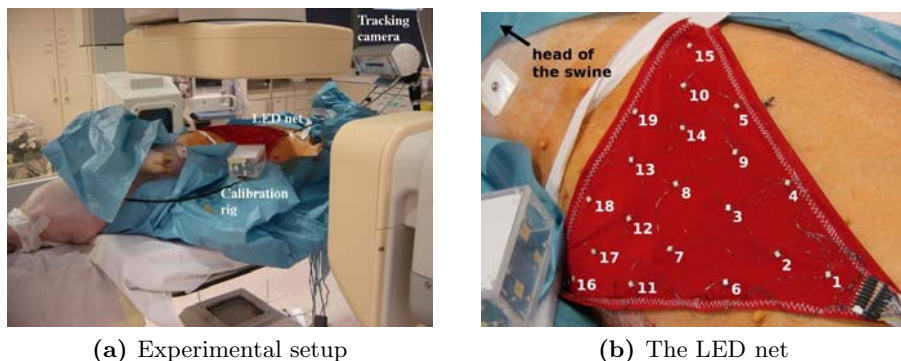 Tracking
camera
LED net
Calibration
rig
(a) Experimental setup
head of
the swine
15
10
5
19
14
9
13
8
4
18
3
12
17
7
2
16
11
6
1
(b) The LED net